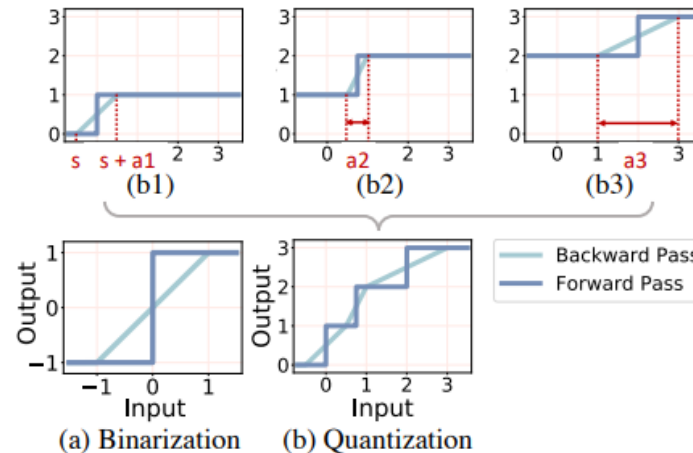 3
2
1
0
2
3
s
s + a1
(b1)
3
2
1
0
0
2
3
a2
(b2)
3
2
1
0
0
1
3
a3
(b3)
Output
1
0
−1
−1
0
1
Input
(a) Binarization
Output
3
2
1
0
0
1
2
3
Input
(b) Quantization
Backward Pass
Forward Pass